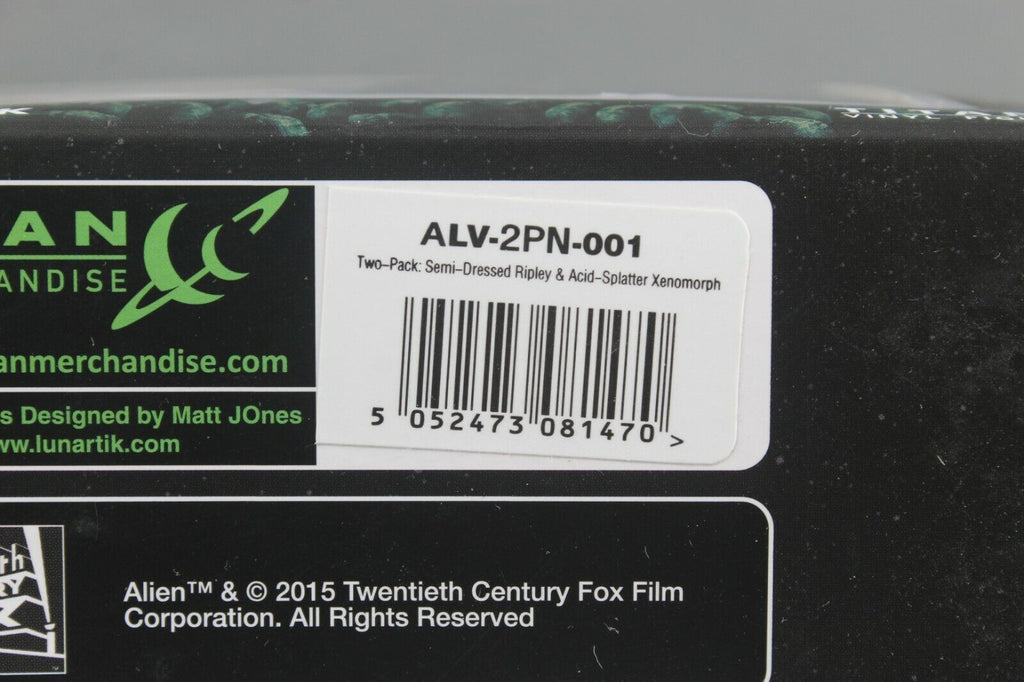 AN
ANDISE
anmerchandise.com
s Designed by Matt JOnes
ww.lunartik.com
ALV-2PN-001
Two-Pack: Semi-Dressed Ripley & Acid-Splatter Xenomorph
5 052473 081470 >
Alien™ & © 2015 Twentieth Century Fox Film
Corporation. All Rights Reserved